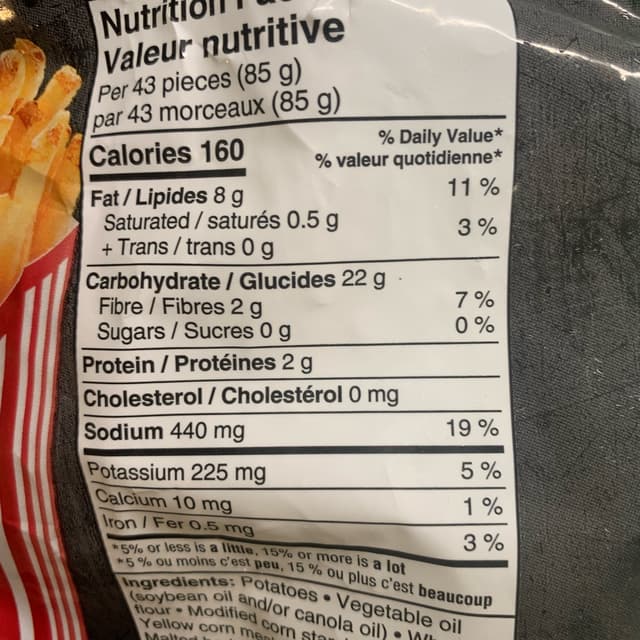 Nutrition
Valeur nutritive
Per 43 pieces (85 g)
par 43 morceaux (85 g)
Calories 160
% Daily Value*
% valeur quotidienne*
Fat / Lipides 8 g 11 %
Saturated / saturés 0.5 g
+ Trans / trans 0 g 3 %
Carbohydrate / Glucides 22 g
Fibre / Fibres 2 g 7 %
Sugars / Sucres 0 g 0 %
Protein / Protéines 2 g
Cholesterol / Cholestérol 0 mg
Sodium 440 mg 19 %
Potassium 225 mg 5 %
Calcium 10 mg 1 %
Iron / Fer 0.5 mg 3 %
*5% or less is a little, 15% or more is a lot
*5 % ou moins c'est peu, 15 % ou plus c'est beaucoup
Ingredients: Potatoes • Vegetable oil
(soybean oil and/or canola oil) •
flour • Modified corn
Yellow corn
Malted